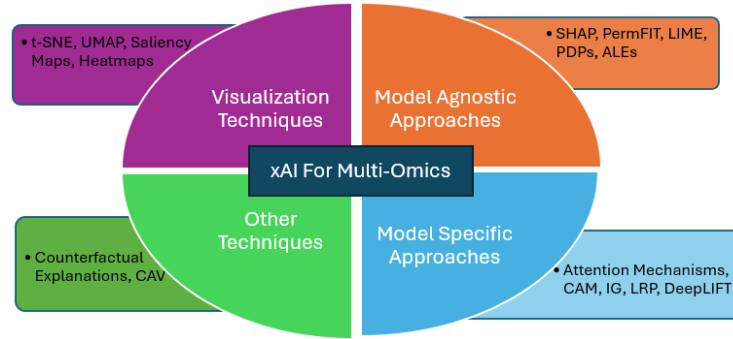 • t-SNE, UMAP, Saliency
Maps, Heatmaps
• SHAP, PermFIT, LIME,
PDPs, ALEs
Visualization
Techniques
Model Agnostic
Approaches
xAI For Multi-Omics
Other
Techniques
Model Specific
Approaches
• Counterfactual
Explanations, CAV
• Attention Mechanisms,
CAM, IG, LRP, DeepLIFT